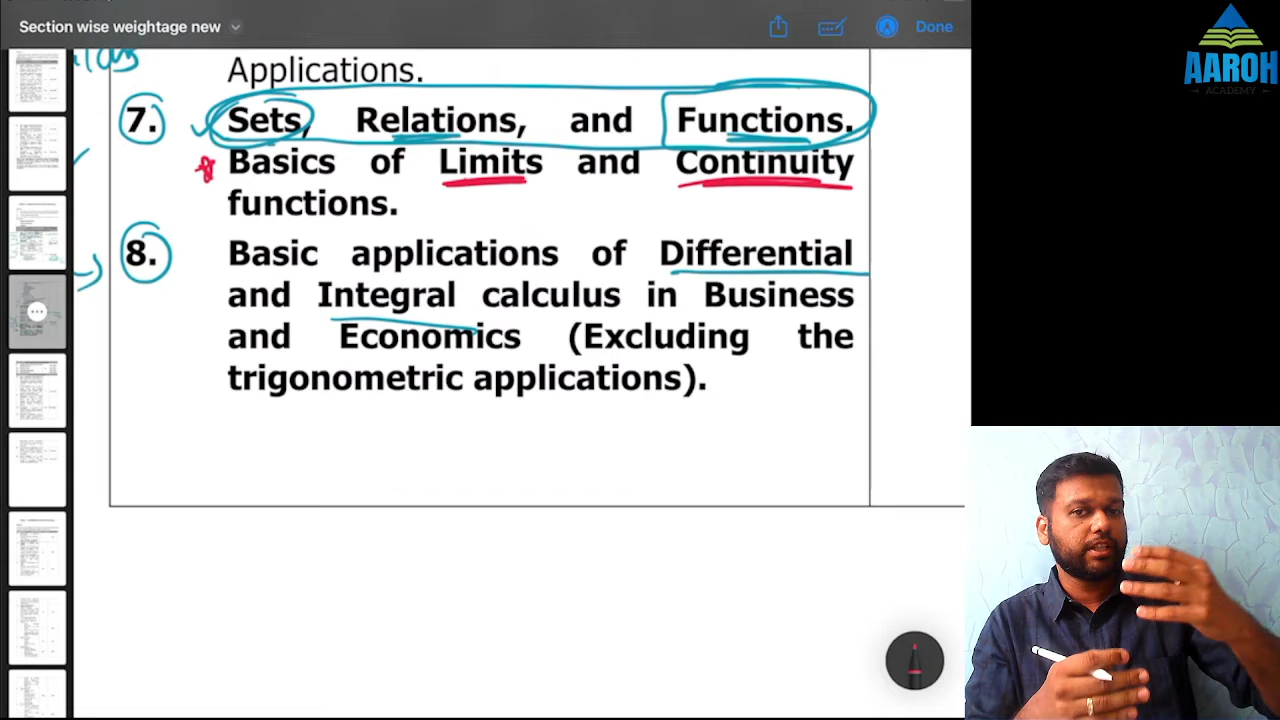 Section wise weightage new
Done
AAROH
ACADEMY
Applications.
7. Sets, Relations, and Functions.
Basics of Limits and Continuity
functions.
8. Basic applications of Differential
and Integral calculus in Business
and Economics (Excluding the
trigonometric applications).